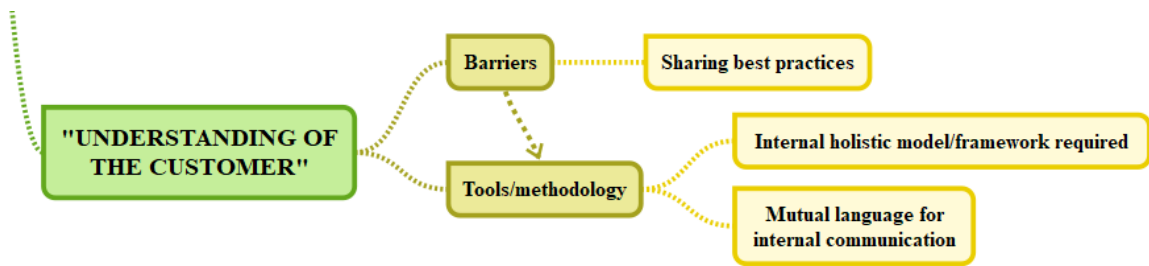 "UNDERSTANDING OF
THE CUSTOMER"
Barriers
Sharing best practices
Tools/methodology
Internal holistic model/framework required
Mutual language for
internal communication